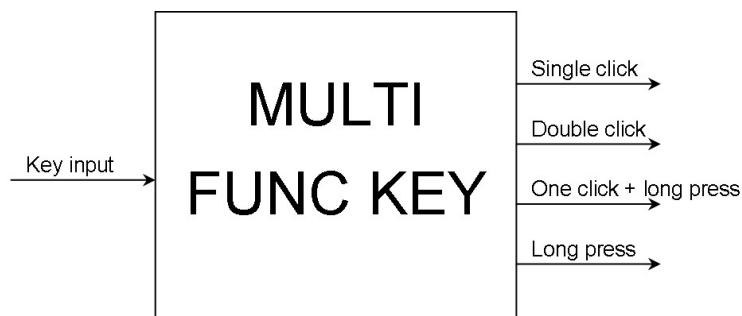 Key input
MULTI
FUNC KEY
Single click
Double click
One click + long press
Long press